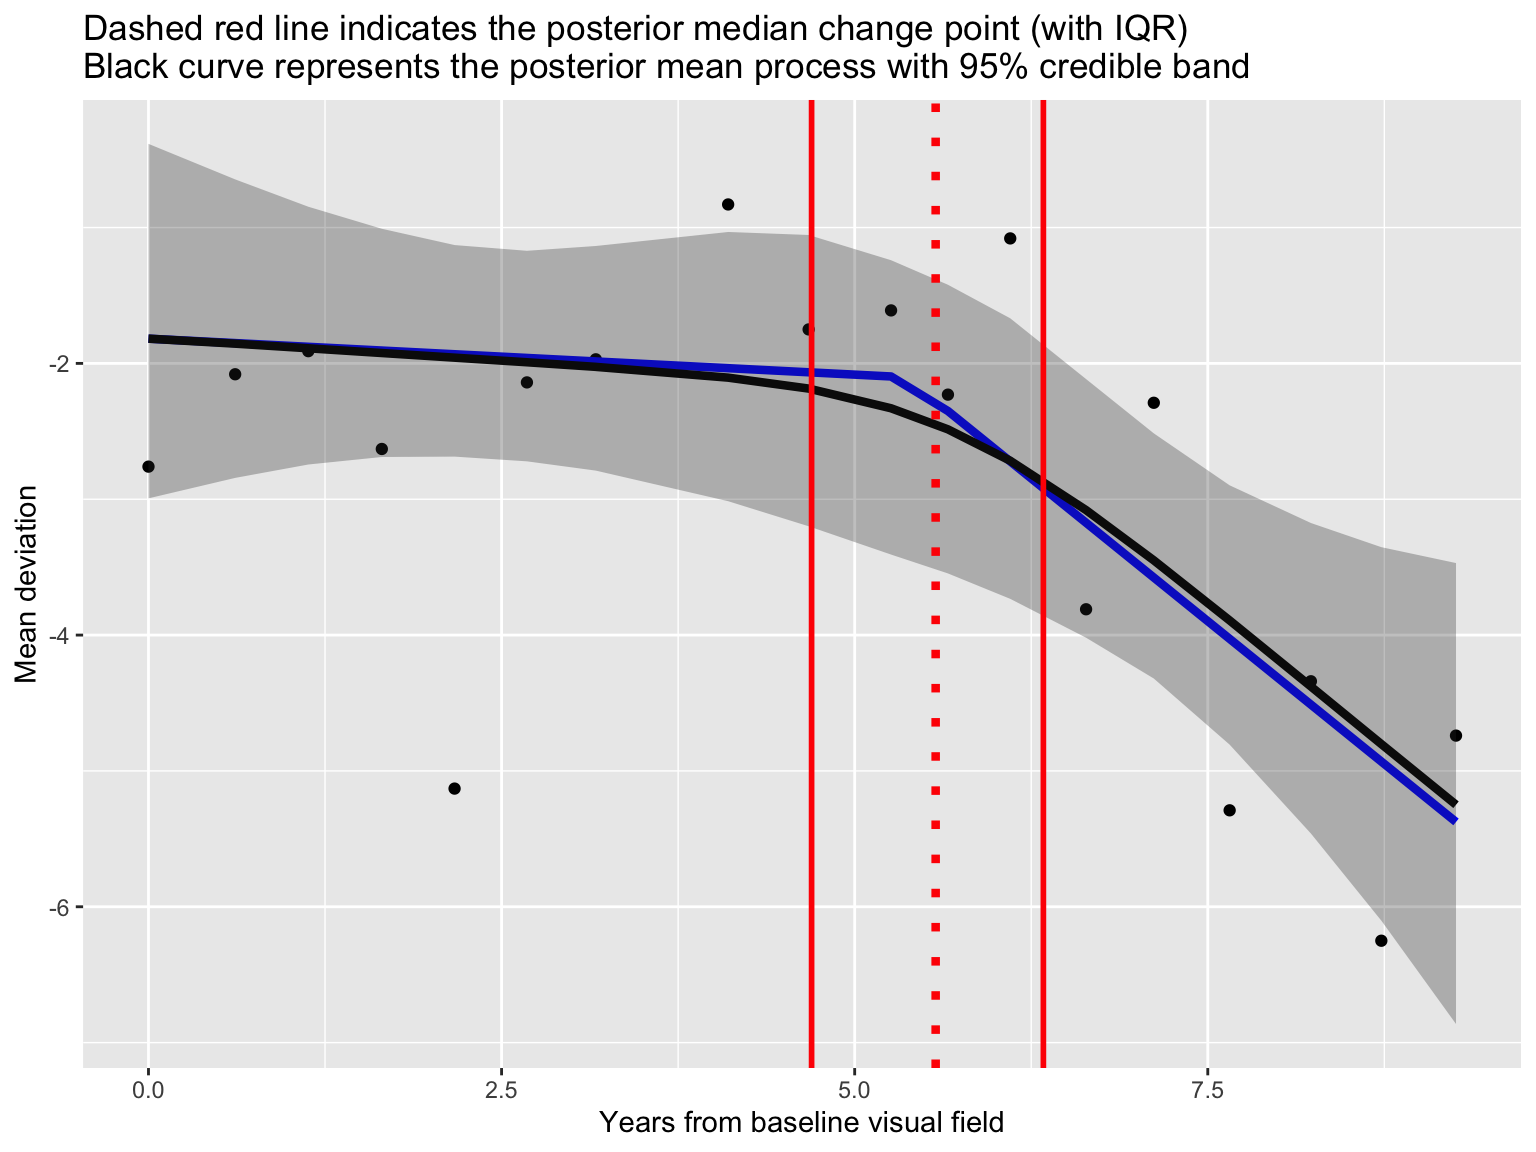 Dashed red line indicates the posterior median change point (with IQR)
Black curve represents the posterior mean process with 95% credible band
-2
-4
-6
Mean deviation
0.0
2.5
5.0
7.5
Years from baseline visual field